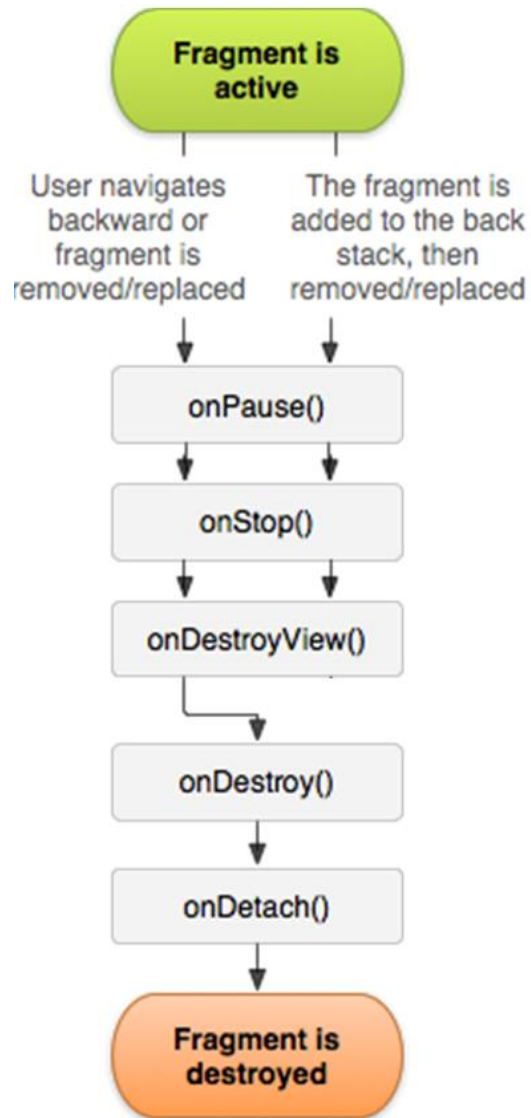 Fragment is
active
User navigates
backward or
fragment is
removed/replaced
The fragment is
added to the back
stack, then
removed/replaced
onPause()
onStop()
onDestroyView()
onDestroy()
onDetach()
Fragment is
destroyed